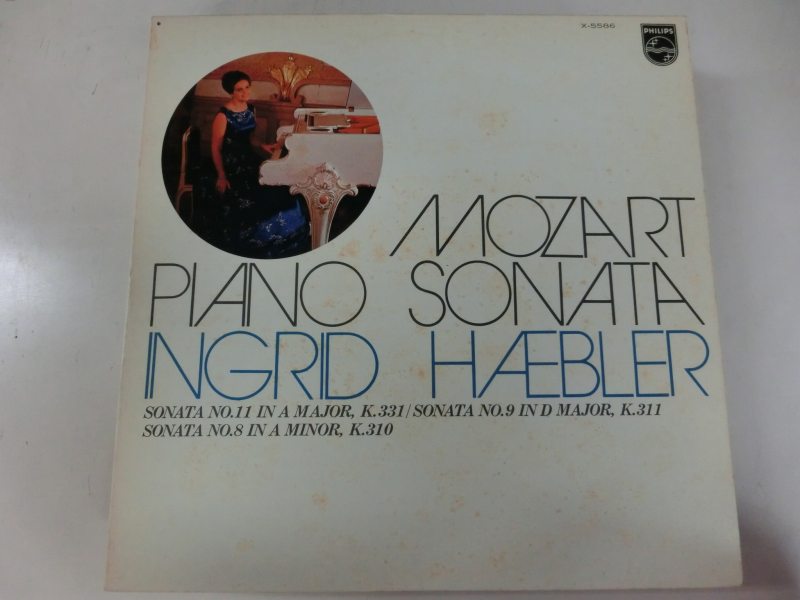 X-5586
PHILIPS
MOZART
PIANO SONATA
INGRID HÆBLER
SONATA NO.11 IN A MAJOR, K.331/SONATA NO.9 IN D MAJOR, K.311
SONATA NO.8 IN A MINOR, K.310